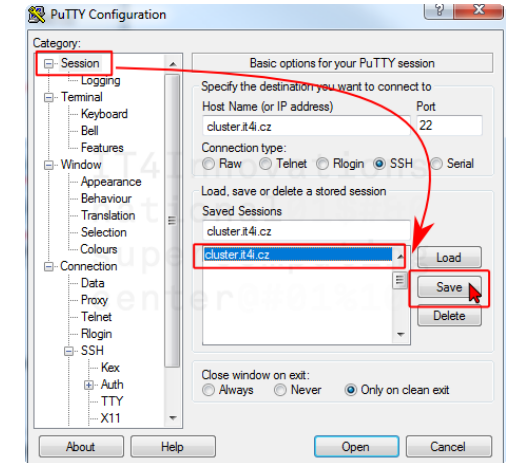 PuTTY Configuration
? X
Category:
Session
Logging
Terminal
Keyboard
Bell
Features
Window
Appearance
Behaviour
Translation
Selection
Colours
Connection
Data
Proxy
Telnet
Rlogin
SSH
Kex
Auth
TTY
X11
Basic options for your PuTTY session
Specify the destination you want to connect to
Host Name (or IP address) Port
cluster.it4i.cz 22
Connection type:
Raw Telnet Rlogin SSH Serial
Load, save or delete a stored session
Saved Sessions
cluster.it4i.cz
cluster.it4i.cz
Load
Save
Delete
Close window on exit:
Always Never Only on clean exit
About Help Open Cancel